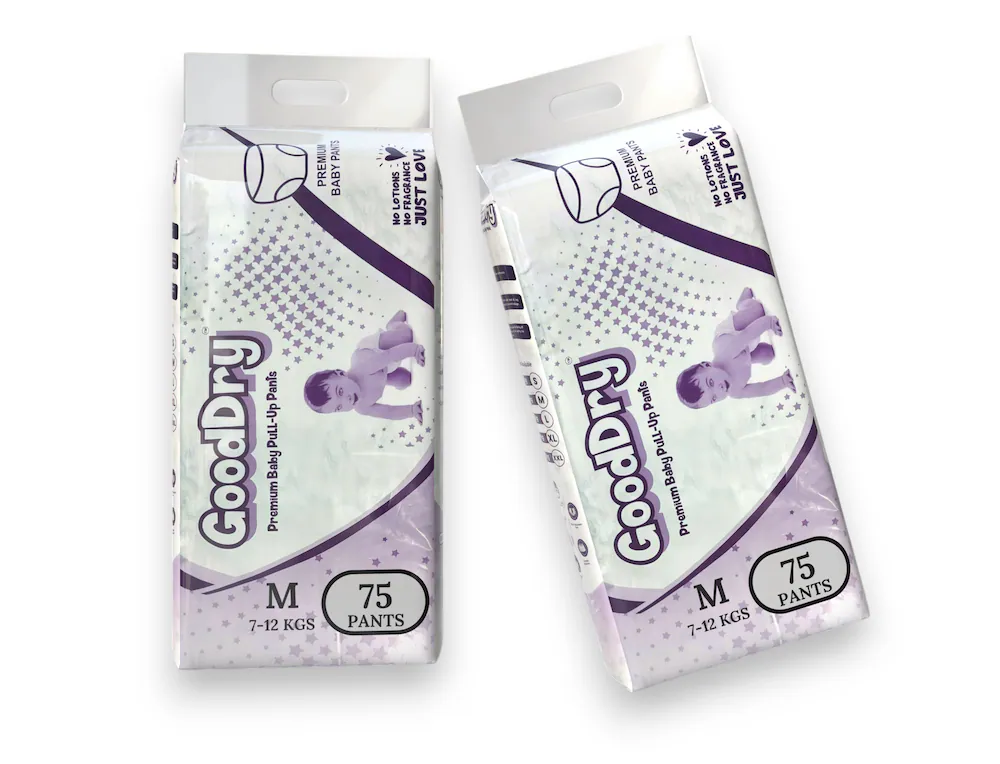 PREMIUM
BABY PANTS
NO LOTIONS
NO FRAGRANCE
JUST LOVE
GoodDry
Premium Baby Pull-Up Pants
M
7-12 KGS
75
PANTS
PREMIUM
BABY PANTS
NO LOTIONS
NO FRAGRANCE
JUST LOVE
GoodDry
Premium Baby Pull-Up Pants
S
M
L
XL
XXL
M
7-12 KGS
75
PANTS